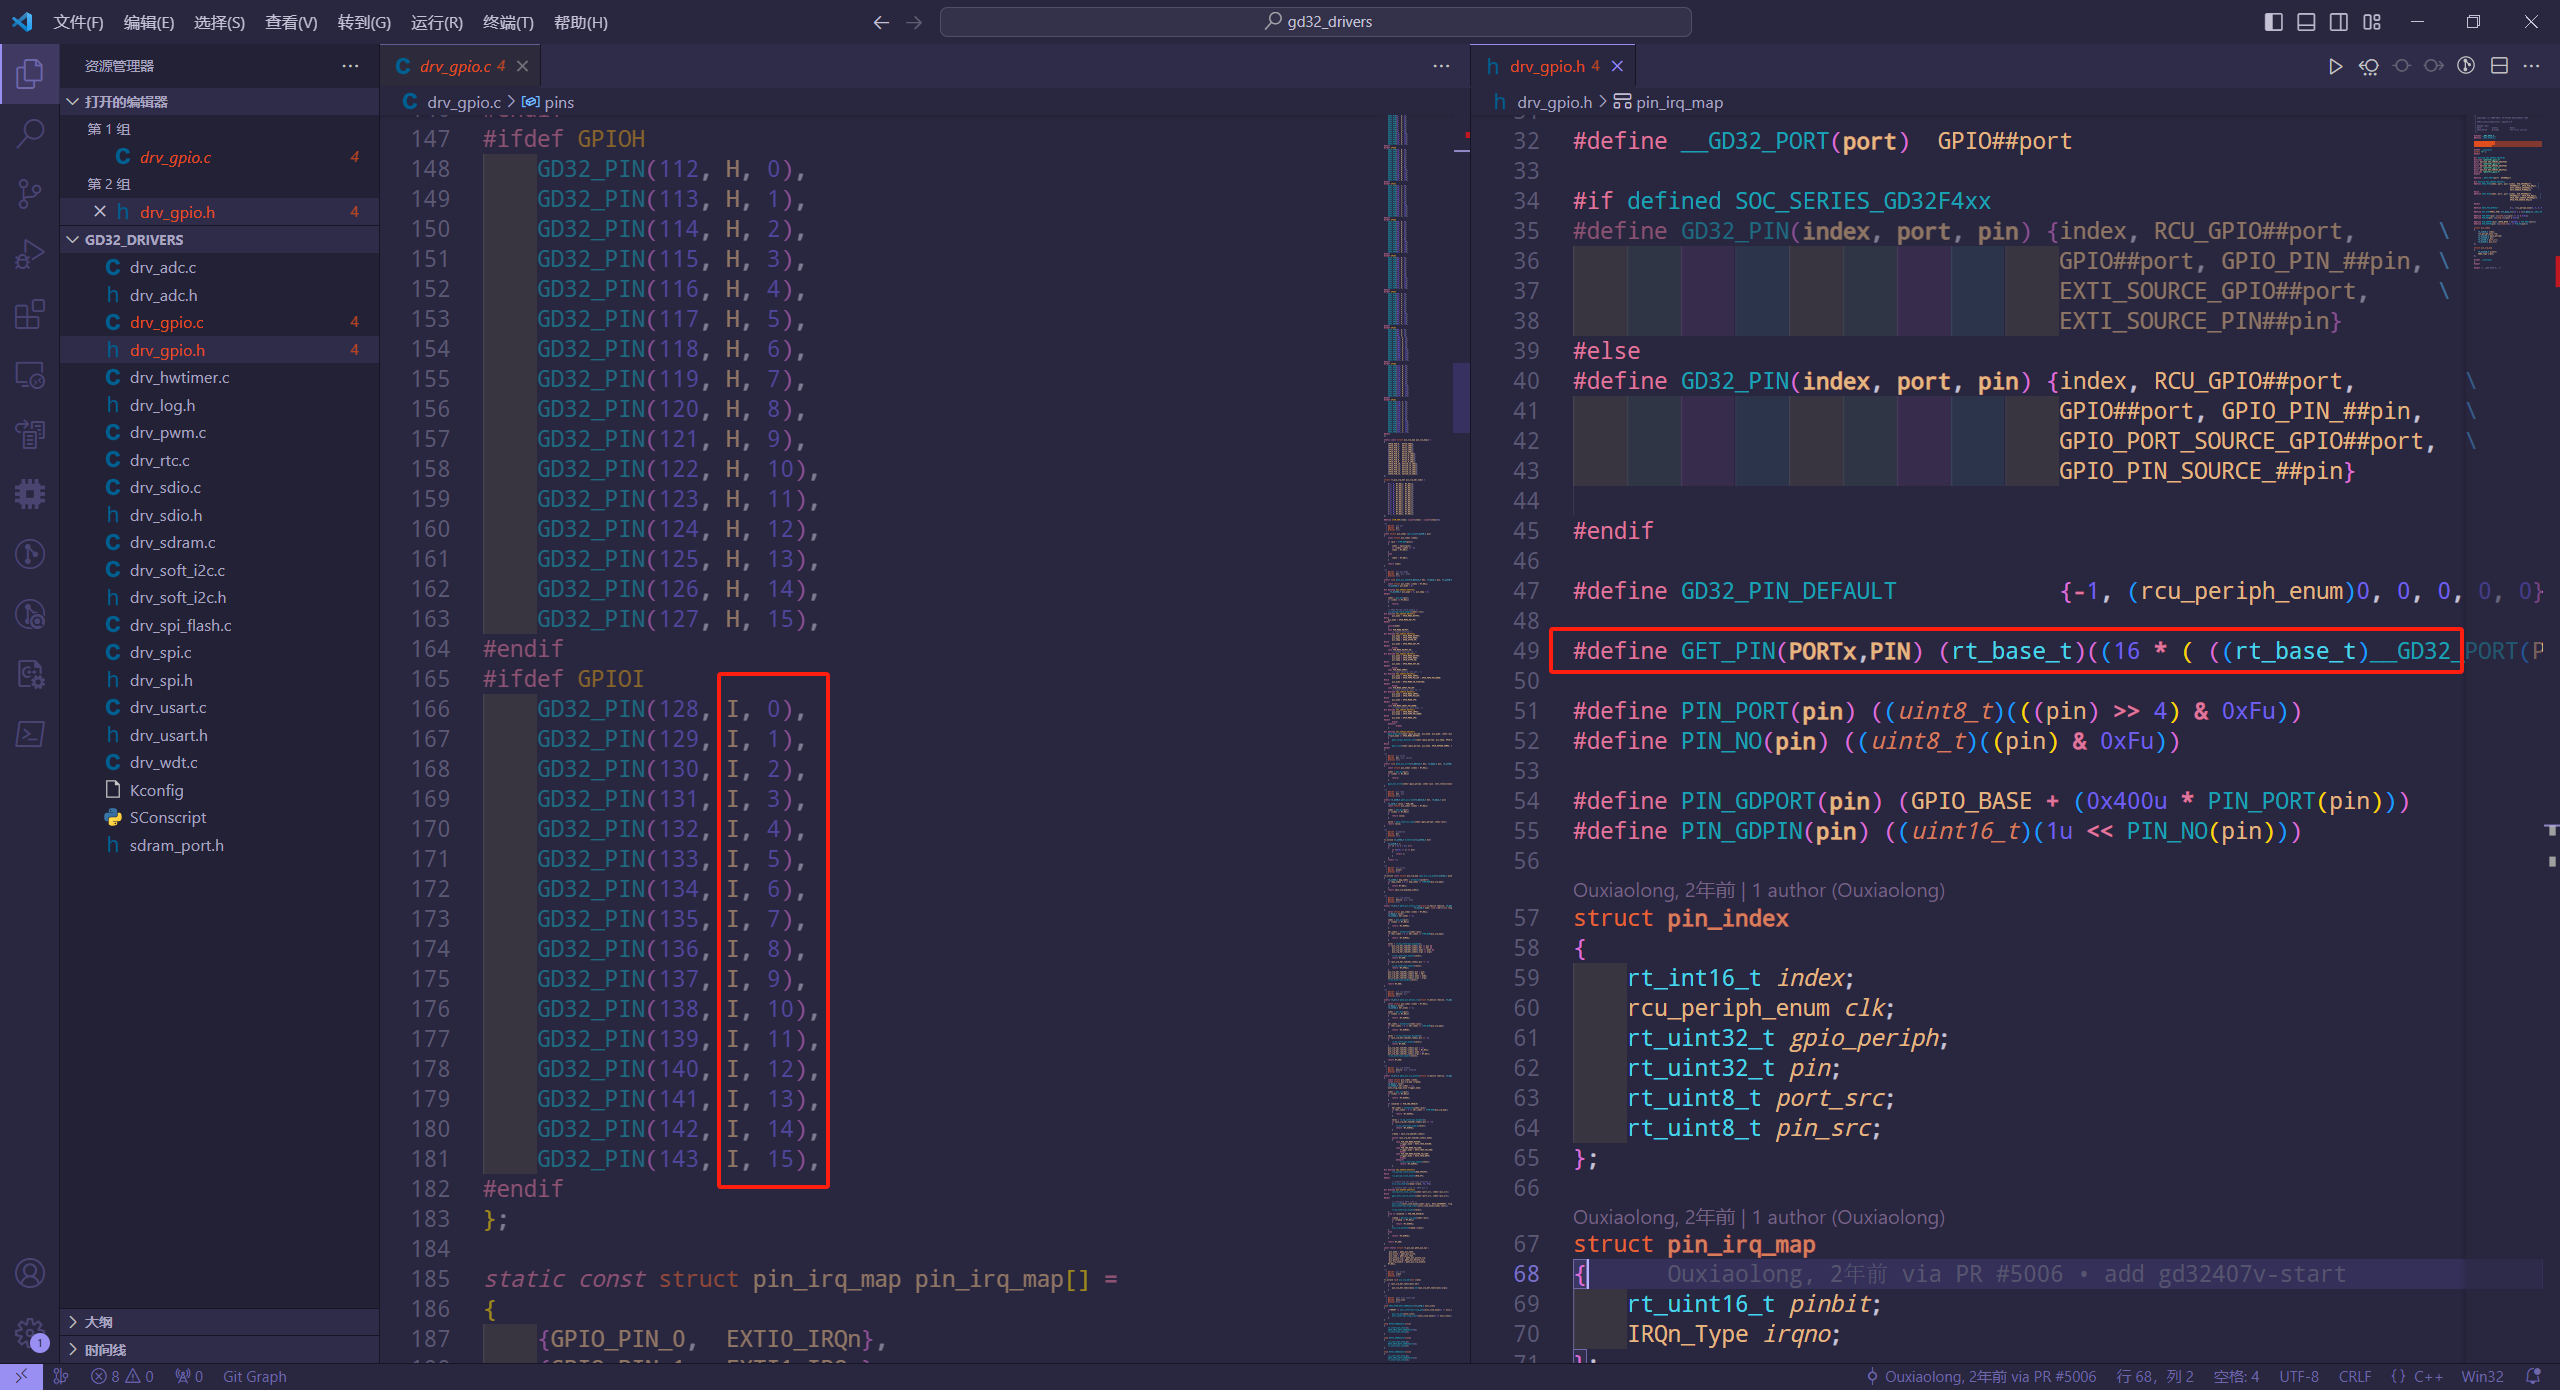 文件(F) 编辑(E) 选择(S) 查看(V) 转到(G) 运行(R) 终端(T) 帮助(H)
gd32_drivers
资源管理器
打开的编辑器
第 1 组
drv_gpio.c 4
第 2 组
drv_gpio.h 4
GD32_DRIVERS
drv_adc.c
drv_adc.h
drv_gpio.c 4
drv_gpio.h 4
drv_hwtimer.c
drv_log.h
drv_pwm.c
drv_rtc.c
drv_sdio.c
drv_sdio.h
drv_sdram.c
drv_soft_i2c.c
drv_soft_i2c.h
drv_spi_flash.c
drv_spi.c
drv_spi.h
drv_usart.c
drv_usart.h
drv_wdt.c
Kconfig
SConscript
sdram_port.h
大纲
时间线
drv_gpio.c 4
drv_gpio.c > pins
147 #ifdef GPIOH
148 GD32_PIN(112, H, 0),
149 GD32_PIN(113, H, 1),
150 GD32_PIN(114, H, 2),
151 GD32_PIN(115, H, 3),
152 GD32_PIN(116, H, 4),
153 GD32_PIN(117, H, 5),
154 GD32_PIN(118, H, 6),
155 GD32_PIN(119, H, 7),
156 GD32_PIN(120, H, 8),
157 GD32_PIN(121, H, 9),
158 GD32_PIN(122, H, 10),
159 GD32_PIN(123, H, 11),
160 GD32_PIN(124, H, 12),
161 GD32_PIN(125, H, 13),
162 GD32_PIN(126, H, 14),
163 GD32_PIN(127, H, 15),
164 #endif
165 #ifdef GPIOI
166 GD32_PIN(128, I, 0),
167 GD32_PIN(129, I, 1),
168 GD32_PIN(130, I, 2),
169 GD32_PIN(131, I, 3),
170 GD32_PIN(132, I, 4),
171 GD32_PIN(133, I, 5),
172 GD32_PIN(134, I, 6),
173 GD32_PIN(135, I, 7),
174 GD32_PIN(136, I, 8),
175 GD32_PIN(137, I, 9),
176 GD32_PIN(138, I, 10),
177 GD32_PIN(139, I, 11),
178 GD32_PIN(140, I, 12),
179 GD32_PIN(141, I, 13),
180 GD32_PIN(142, I, 14),
181 GD32_PIN(143, I, 15),
182 #endif
183 };
184
185 static const struct pin_irq_map pin_irq_map[] =
186 {
187 {GPIO_PIN_0, EXTI0_IRQn},
drv_gpio.h 4
drv_gpio.h > pin_irq_map
32 #define __GD32_PORT(port) GPIO##port
33
34 #if defined SOC_SERIES_GD32F4xx
35 #define GD32_PIN(index, port, pin) {index, RCU_GPIO##port, \
36 GPIO##port, GPIO_PIN_##pin, \
37 EXTI_SOURCE_GPIO##port, \
38 EXTI_SOURCE_PIN##pin}
39 #else
40 #define GD32_PIN(index, port, pin) {index, RCU_GPIO##port, \
41 GPIO##port, GPIO_PIN_##pin, \
42 GPIO_PORT_SOURCE_GPIO##port, \
43 GPIO_PIN_SOURCE_##pin}
44
45 #endif
46
47 #define GD32_PIN_DEFAULT {-1, (rcu_periph_enum)0, 0, 0, 0, 0}
48
49 #define GET_PIN(PORTx,PIN) (rt_base_t)((16 * ( ((rt_base_t)__GD32_PORT(P
50
51 #define PIN_PORT(pin) ((uint8_t)(((pin) >> 4) & 0xFu))
52 #define PIN_NO(pin) ((uint8_t)((pin) & 0xFu))
53
54 #define PIN_GDPORT(pin) (GPIO_BASE + (0x400u * PIN_PORT(pin)))
55 #define PIN_GDPIN(pin) ((uint16_t)(1u << PIN_NO(pin)))
56
Ouxiaolong, 2年前 | 1 author (Ouxiaolong)
57 struct pin_index
58 {
59 rt_int16_t index;
60 rcu_periph_enum clk;
61 rt_uint32_t gpio_periph;
62 rt_uint32_t pin;
63 rt_uint8_t port_src;
64 rt_uint8_t pin_src;
65 };
66
Ouxiaolong, 2年前 | 1 author (Ouxiaolong)
67 struct pin_irq_map
68 { Ouxiaolong, 2年前 via PR #5006 • add gd32407v-start
69 rt_uint16_t pinbit;
70 IRQn_Type irqno;
1
8 0 0 Git Graph
Ouxiaolong, 2年前 via PR #5006 行 68, 列 2 空格: 4 UTF-8 CRLF {} C++ Win32